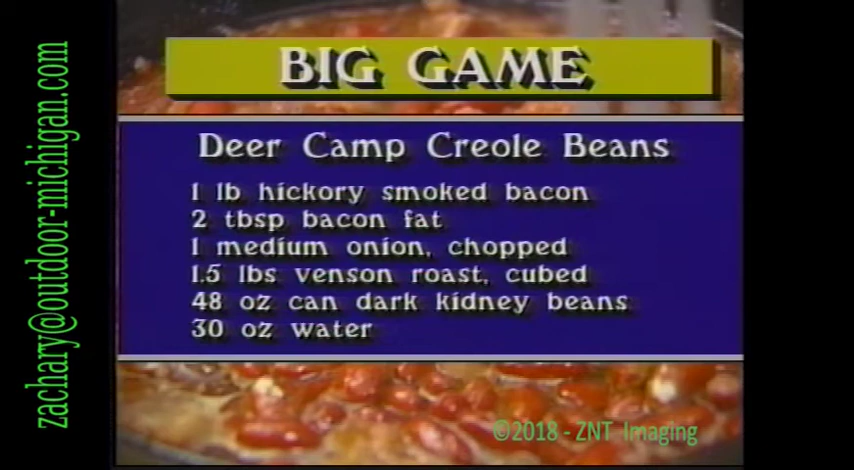 zachary@outdoor-michigan.com
BIG GAME
Deer Camp Creole Beans
1 lb hickory smoked bacon
2 tbsp bacon fat
1 medium onion, chopped
1.5 lbs venson roast, cubed
48 oz can dark kidney beans
30 oz water
©2018 - ZNT Imaging